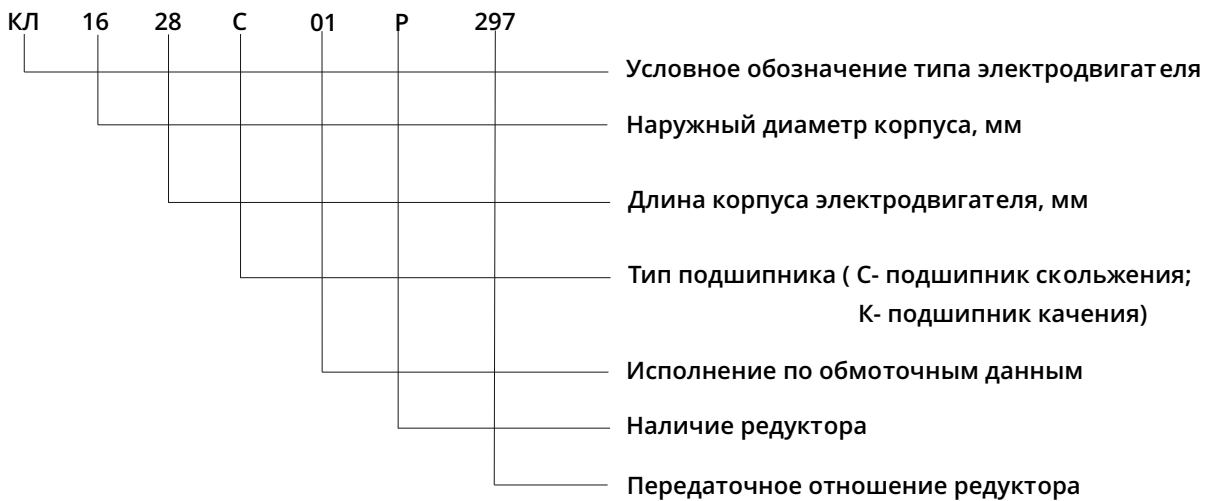 КЛ 16 28 С 01 Р 297
Условное обозначение типа электродвигателя
Наружный диаметр корпуса, мм
Длина корпуса электродвигателя, мм
Тип подшипника ( С- подшипник скольжения;
К- подшипник качения)
Исполнение по обмоточным данным
Наличие редуктора
Передаточное отношение редуктора